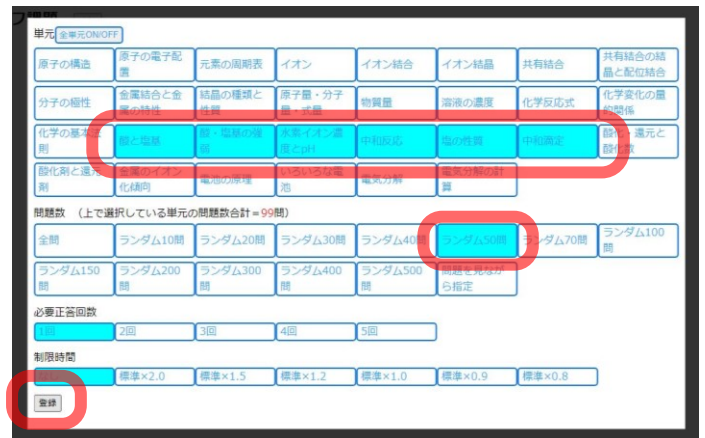 単元 全単元ON/OFF
原子の構造 原子の電子配置 元素の周期表 イオン イオン結合 イオン結晶 共有結合 共有結合の結晶と配位結合
分子の極性 金属結合と金属の特性 結晶の種類と性質 原子量・分子量・式量 物質量 溶液の濃度 化学反応式 化学変化の量的関係
化学の基本法則 酸と塩基 酸・塩基の強弱 水素イオン濃度とpH 中和反応 塩の性質 中和滴定 酸化・還元と酸化数
酸化剤と還元剤 金属のイオン化傾向 電池の原理 いろいろな電池 電気分解 電気分解の計算
問題数 (上で選択している単元の問題数合計=99問)
全問 ランダム10問 ランダム20問 ランダム30問 ランダム40問 ランダム50問 ランダム70問 ランダム100問
ランダム150問 ランダム200問 ランダム300問 ランダム400問 ランダム500問 問題を見ながら指定
必要正答回数
1回 2回 3回 4回 5回
制限時間
標準×2.0 標準×1.5 標準×1.2 標準×1.0 標準×0.9 標準×0.8
登録